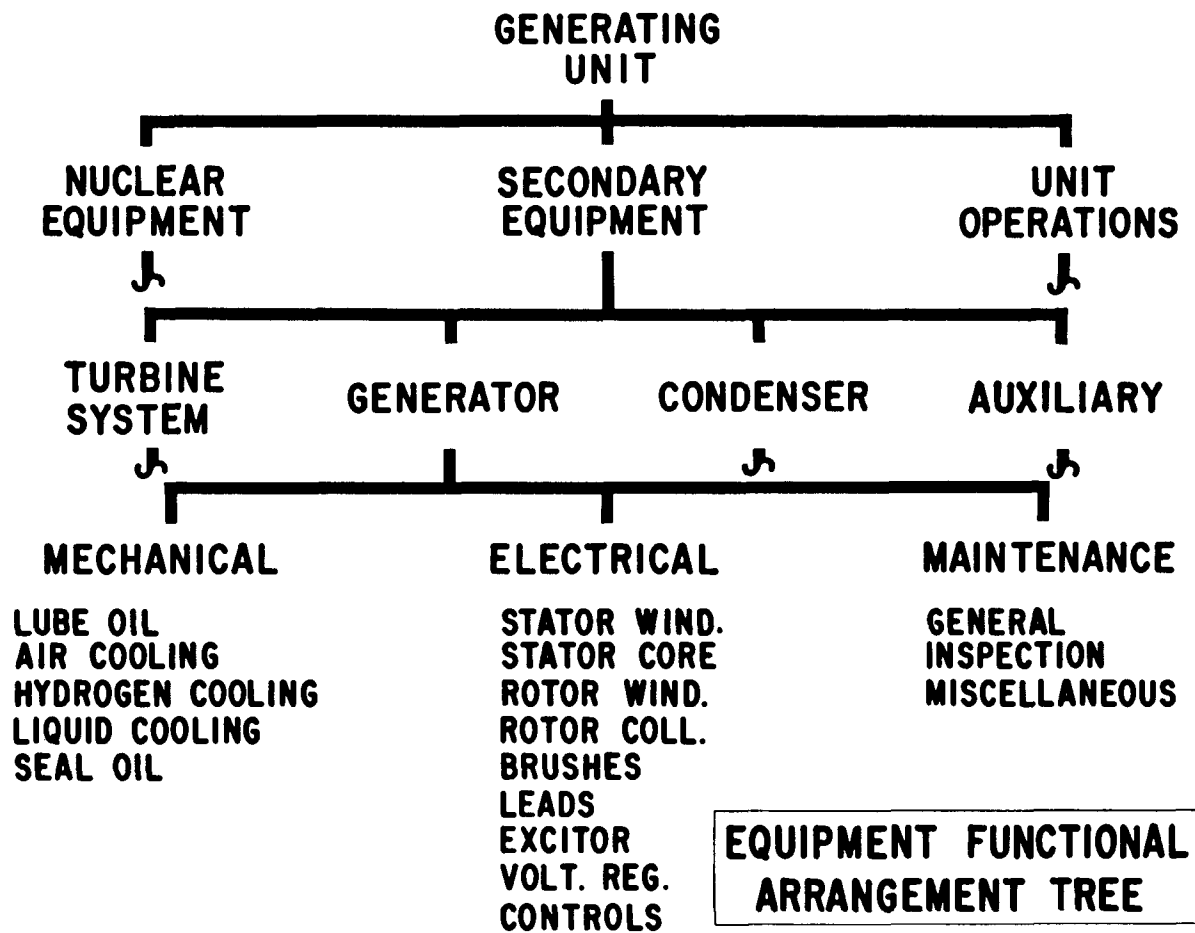 GENERATING
UNIT
NUCLEAR
EQUIPMENT
SECONDARY
EQUIPMENT
UNIT
OPERATIONS
TURBINE
SYSTEM
GENERATOR
CONDENSER
AUXILIARY
MECHANICAL
LUBE OIL
AIR COOLING
HYDROGEN COOLING
LIQUID COOLING
SEAL OIL
ELECTRICAL
STATOR WIND.
STATOR CORE
ROTOR WIND.
ROTOR COLL.
BRUSHES
LEADS
EXCITOR
VOLT. REG.
CONTROLS
MAINTENANCE
GENERAL
INSPECTION
MISCELLANEOUS
EQUIPMENT FUNCTIONAL
ARRANGEMENT TREE